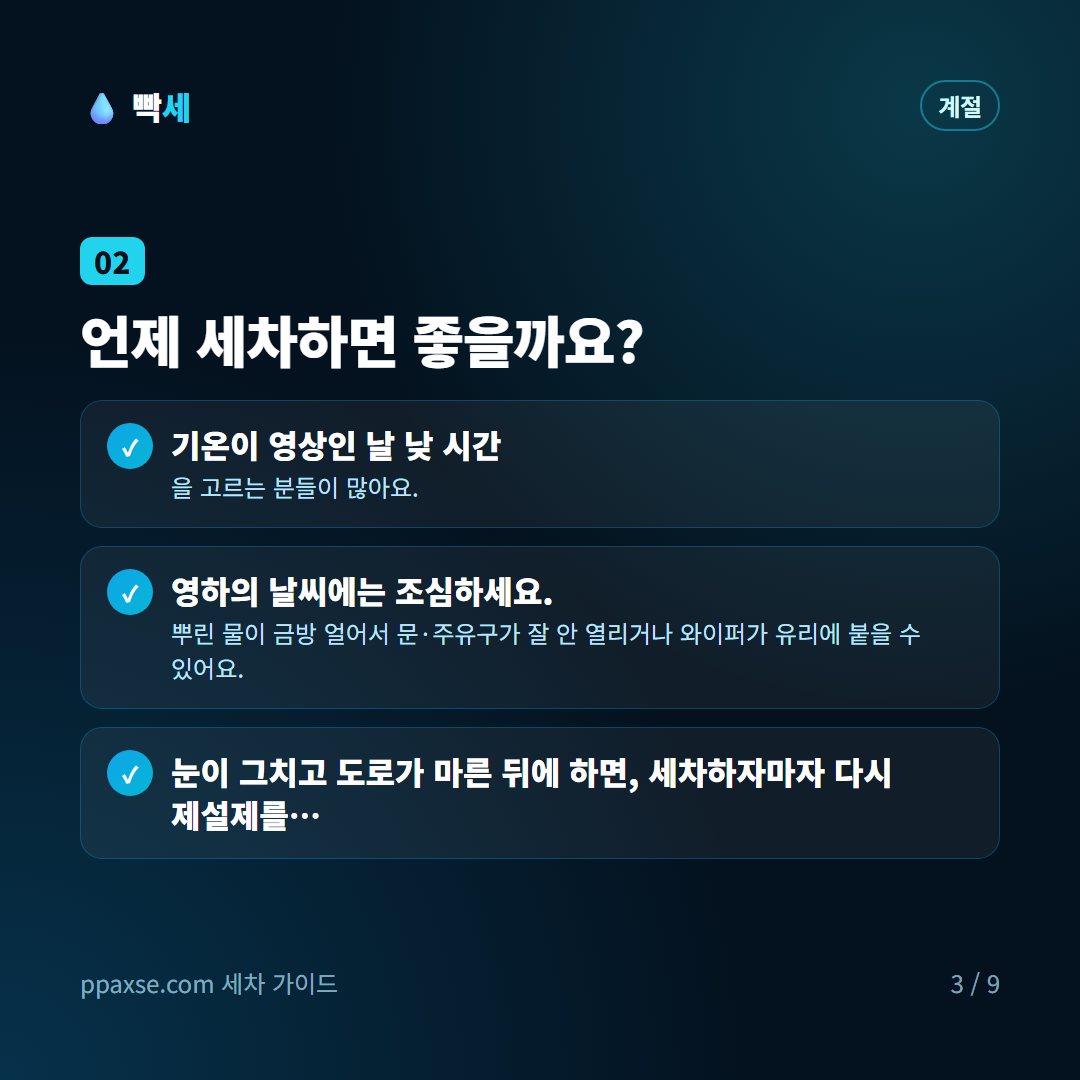 빡세
계절
02
언제 세차하면 좋을까요?
✓ 기온이 영상인 날 낮 시간
을 고르는 분들이 많아요.
✓ 영하의 날씨에는 조심하세요.
뿌린 물이 금방 얼어서 문·주유구가 잘 안 열리거나 와이퍼가 유리에 붙을 수
있어요.
✓ 눈이 그치고 도로가 마른 뒤에 하면, 세차하자마자 다시
제설제를…
ppaxse.com 세차 가이드
3 / 9